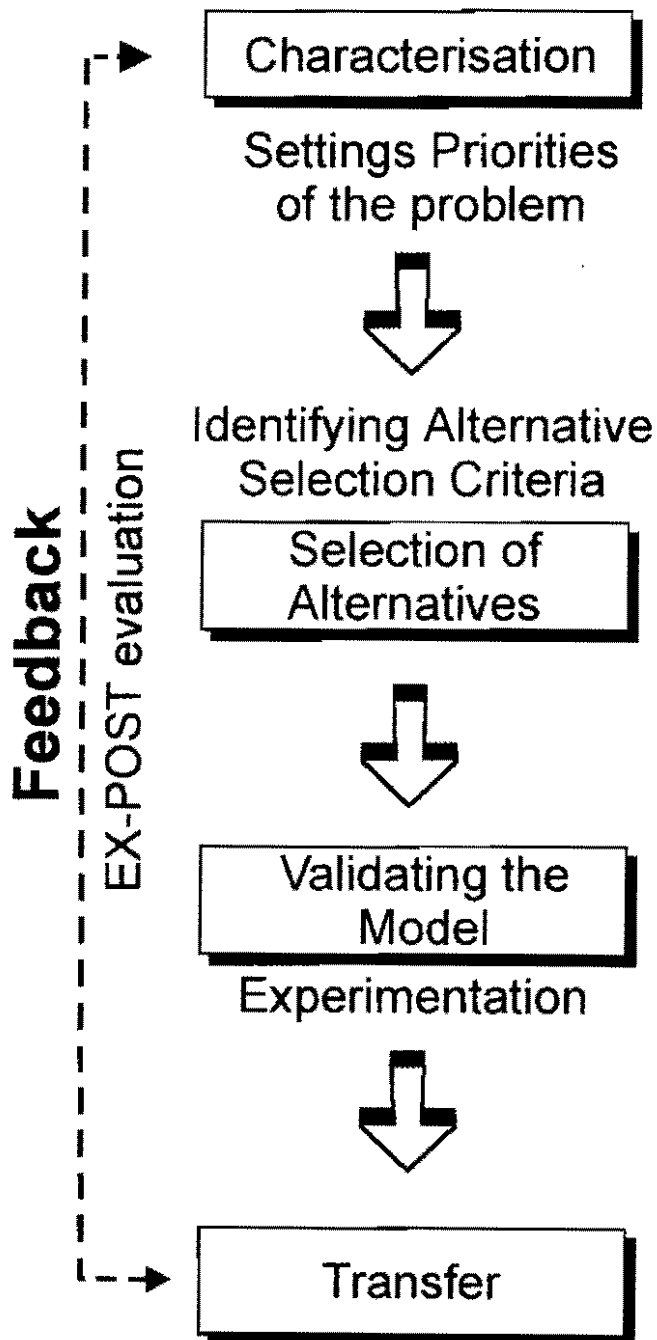 Characterisation
Settings Priorities
of the problem
Identifying Alternative
Selection Criteria
Selection of
Alternatives
Validating the
Model
Experimentation
Transfer
Feedback
EX-POST evaluation